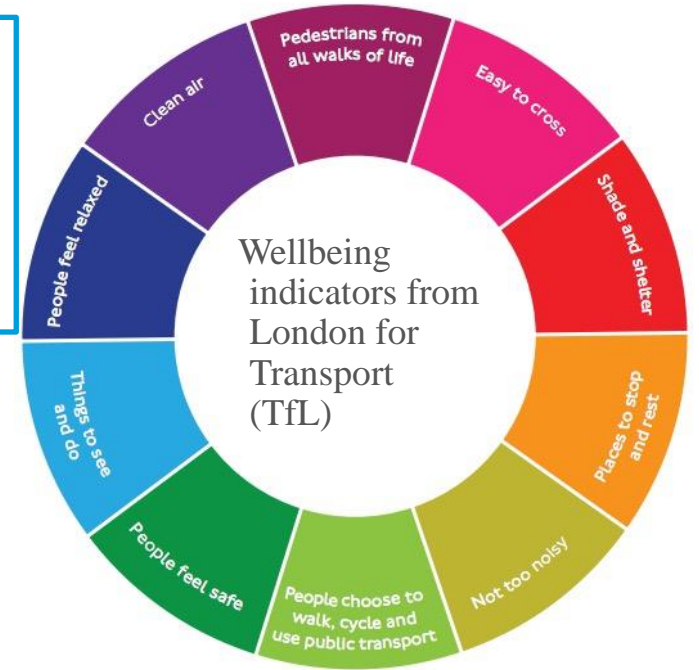 Pedestrians from
all walks of life
Easy to cross
Shade and shelter
Places to stop
and rest
Not too noisy
People choose to
walk, cycle and
use public transport
People feel safe
Things to see
and do
People feel relaxed
Clean air
Wellbeing
indicators from
London for
Transport
(TfL)